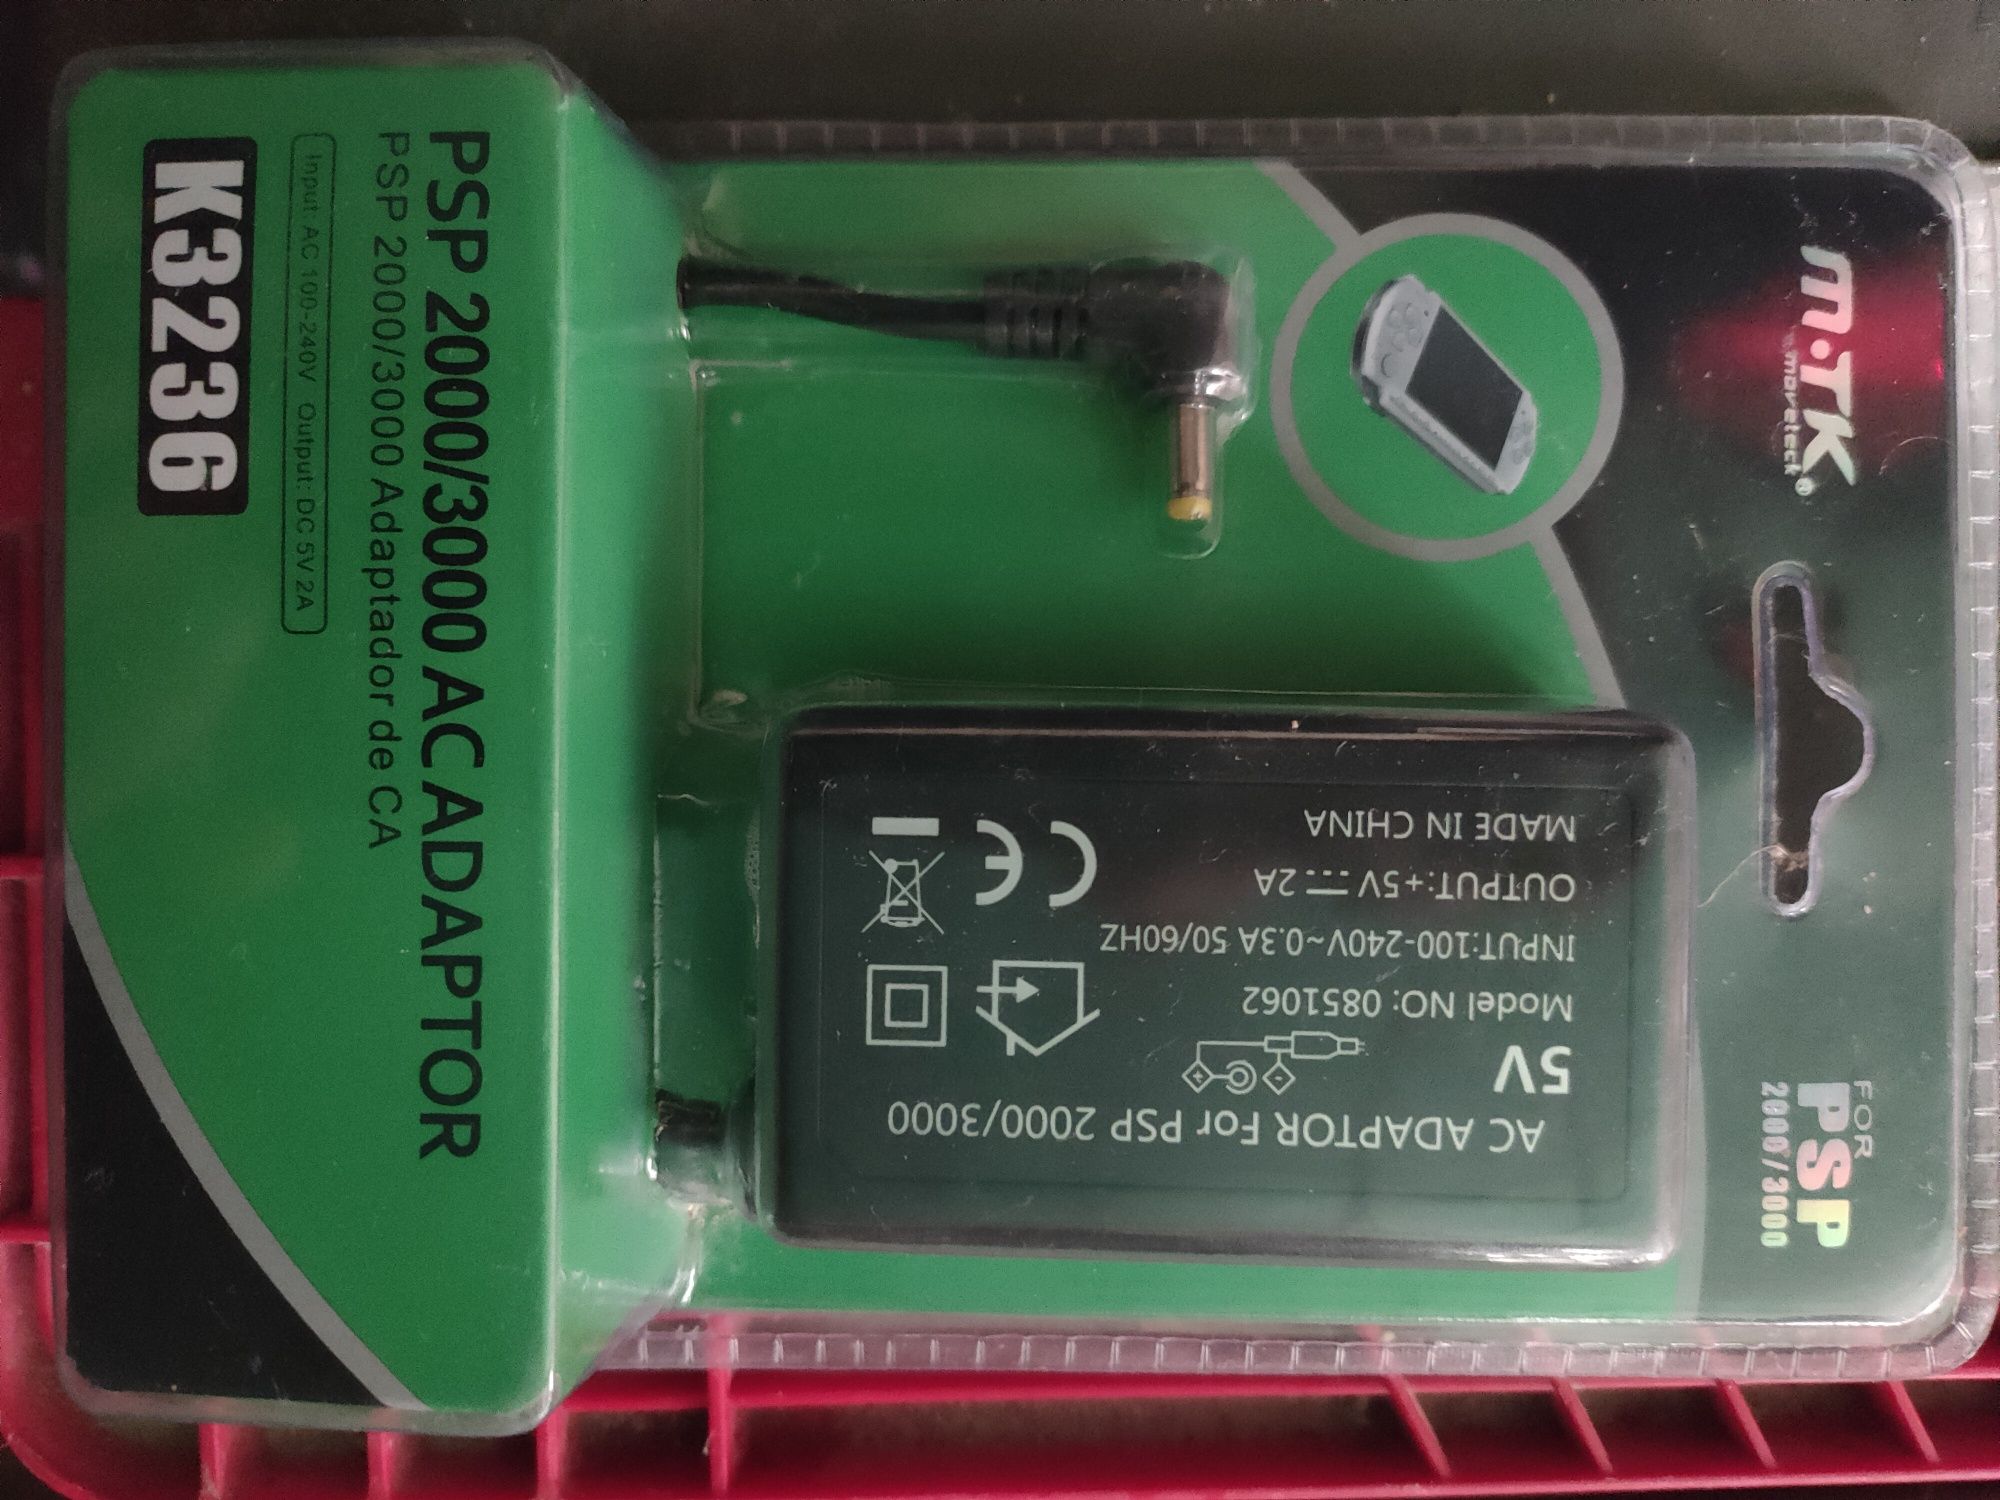 m·TK
moveteck®
FOR
PSP
2000/3000
AC ADAPTOR For PSP 2000/3000
5V
Model NO: 0851062
INPUT:100-240V~0.3A 50/60HZ
OUTPUT:+5V 2A
MADE IN CHINA
CE
PSP 2000/3000 AC ADAPTOR
PSP 2000/3000 Adaptador de CA
Input: AC 100-240V Output: DC 5V 2A
K3236